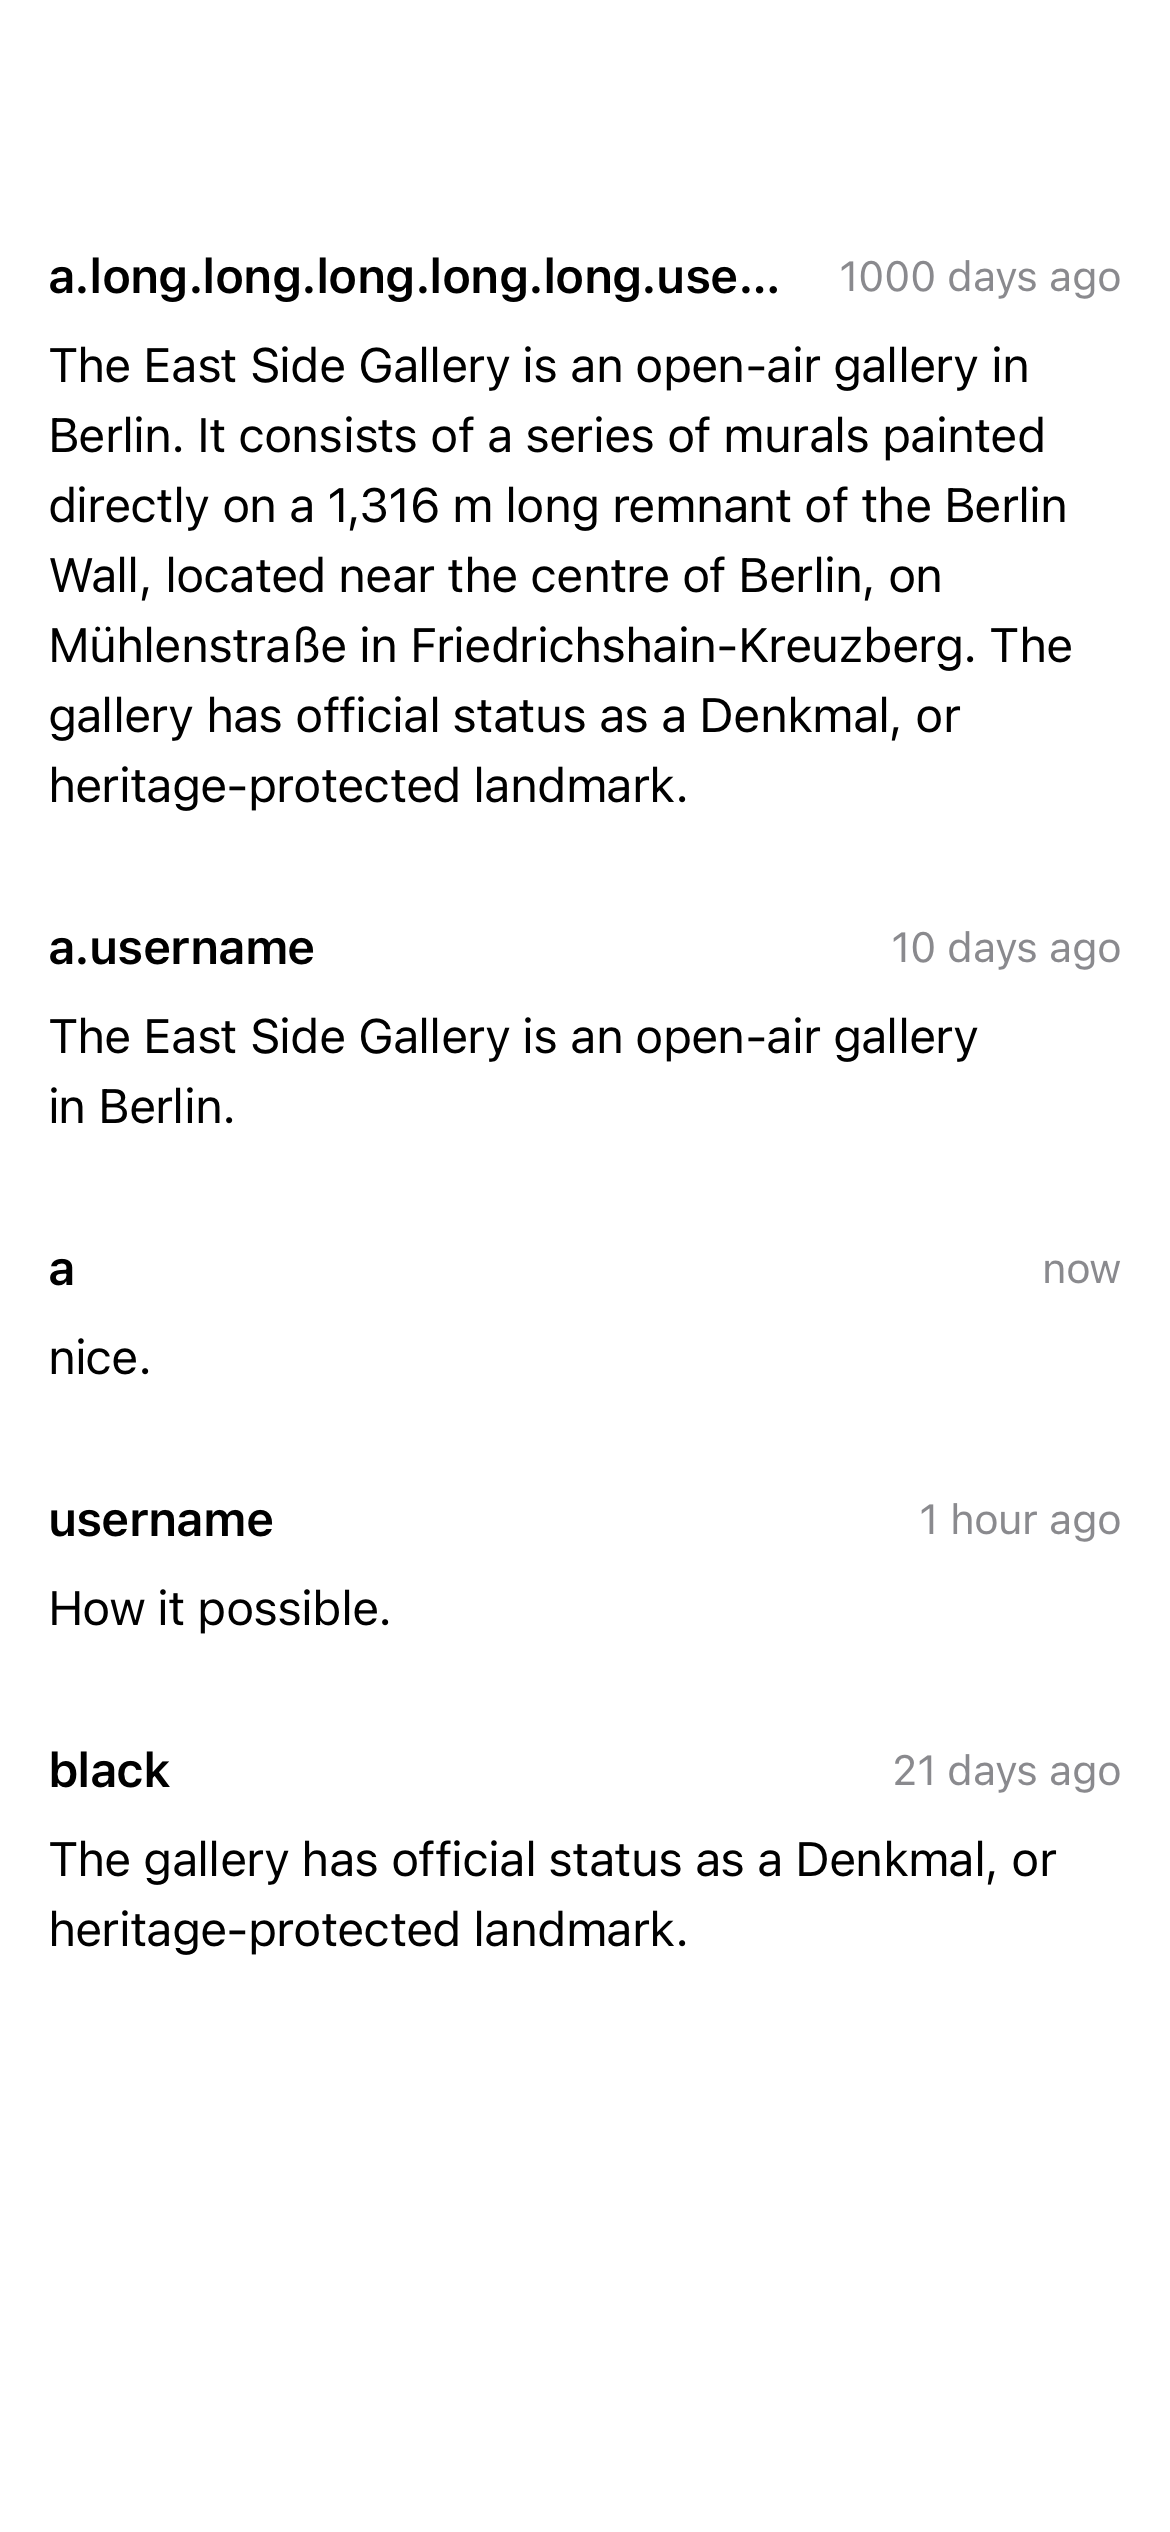 a.long.long.long.long.long.use...
1000 days ago
The East Side Gallery is an open-air gallery in
Berlin. It consists of a series of murals painted
directly on a 1,316 m long remnant of the Berlin
Wall, located near the centre of Berlin, on
Mühlenstraße in Friedrichshain-Kreuzberg. The
gallery has official status as a Denkmal, or
heritage-protected landmark.
a.username
10 days ago
The East Side Gallery is an open-air gallery
in Berlin.
a
now
nice.
username
1 hour ago
How it possible.
black
21 days ago
The gallery has official status as a Denkmal, or
heritage-protected landmark.